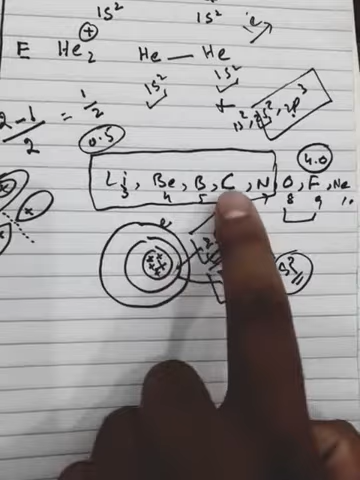 1s² 1s² e
E He₂⊕ He — He
1s² 1s²
1s², 2s², 2p³
2-1/2 = 1/2
0.5
4.0
Li, Be, B, C, N, O, F, Ne
3 4 5 8 9 10
e